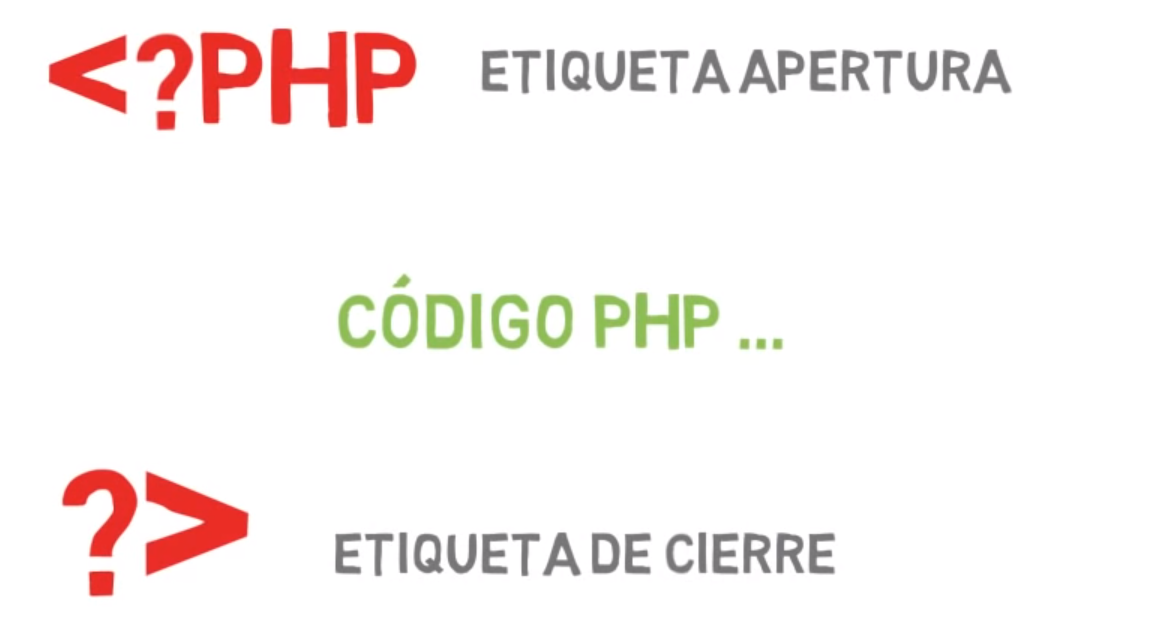 <?PHP ETIQUETA APERTURA
CÓDIGO PHP ...
?> ETIQUETA DE CIERRE